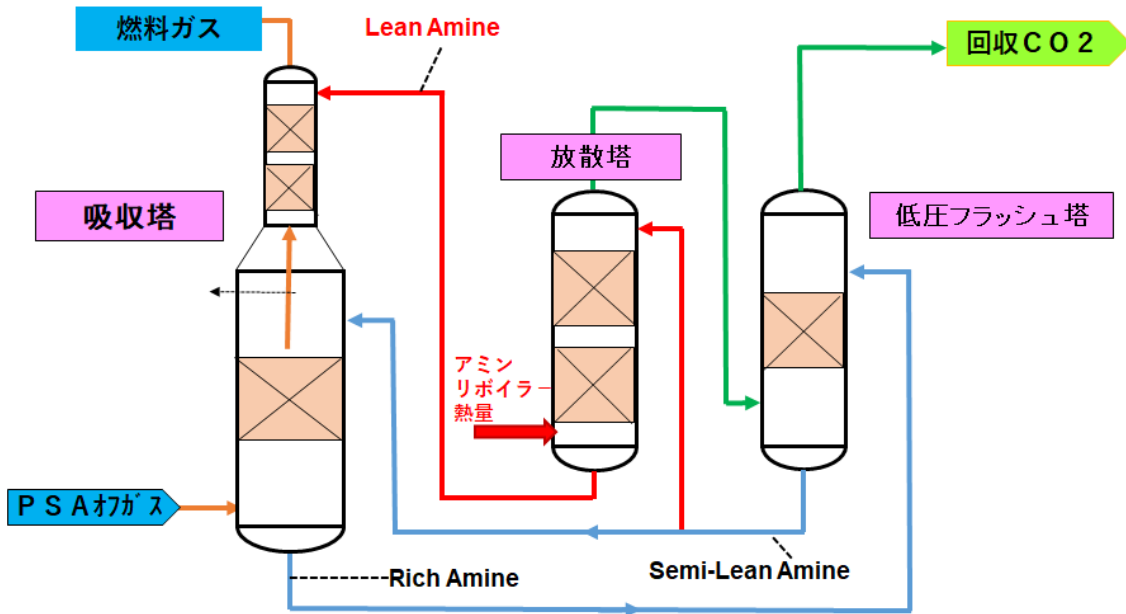 燃料ガス
Lean Amine
回収ＣＯ２
放散塔
吸収塔
低圧フラッシュ塔
アミン
リボイラー
熱量
ＰＳＡｵﾌｶﾞｽ
Rich Amine
Semi-Lean Amine